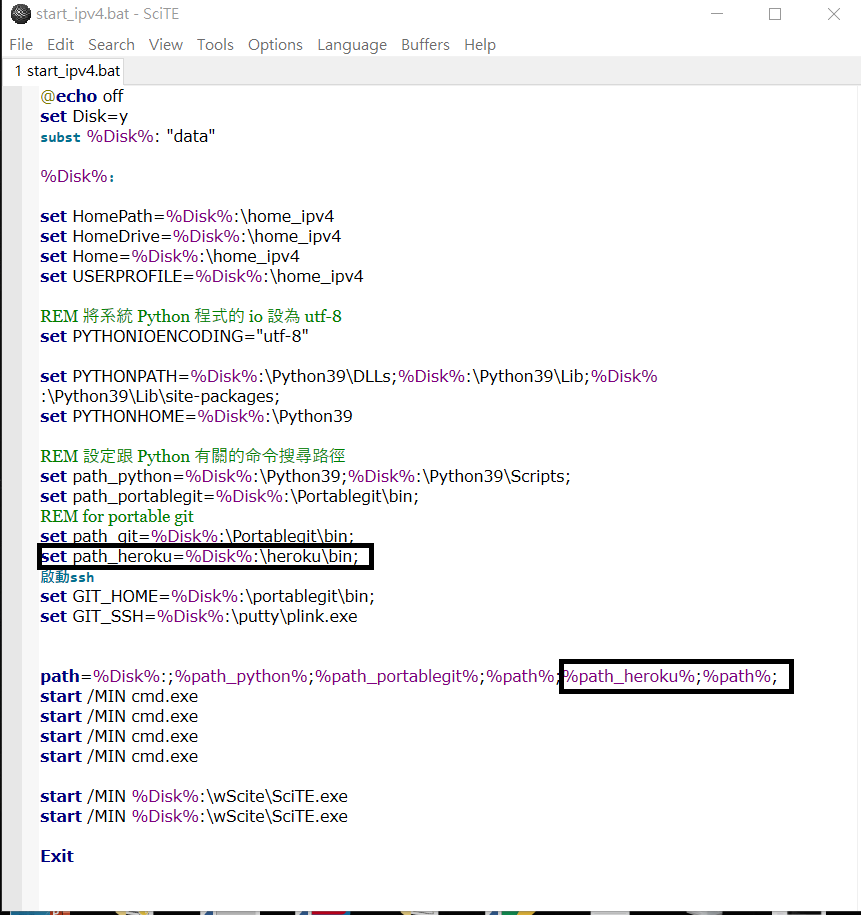 start_ipv4.bat - SciTE
File Edit Search View Tools Options Language Buffers Help
1 start_ipv4.bat
@echo off
set Disk=y
subst %Disk%: "data"
%Disk%:
set HomePath=%Disk%:\home_ipv4
set HomeDrive=%Disk%:\home_ipv4
set Home=%Disk%:\home_ipv4
set USERPROFILE=%Disk%:\home_ipv4
REM 將系統 Python 程式的 io 設為 utf-8
set PYTHONIOENCODING="utf-8"
set PYTHONPATH=%Disk%:\Python39\DLLs;%Disk%:\Python39\Lib;%Disk%
:\Python39\Lib\site-packages;
set PYTHONHOME=%Disk%:\Python39
REM 設定跟 Python 有關的命令搜尋路徑
set path_python=%Disk%:\Python39;%Disk%:\Python39\Scripts;
set path_portablegit=%Disk%:\Portablegit\bin;
REM for portable git
set path_git=%Disk%:\Portablegit\bin;
set path_heroku=%Disk%:\heroku\bin;
啟動ssh
set GIT_HOME=%Disk%:\portablegit\bin;
set GIT_SSH=%Disk%:\putty\plink.exe
path=%Disk%:;%path_python%;%path_portablegit%;%path%;%path_heroku%;%path%;
start /MIN cmd.exe
start /MIN cmd.exe
start /MIN cmd.exe
start /MIN cmd.exe
start /MIN %Disk%:\wScite\SciTE.exe
start /MIN %Disk%:\wScite\SciTE.exe
Exit